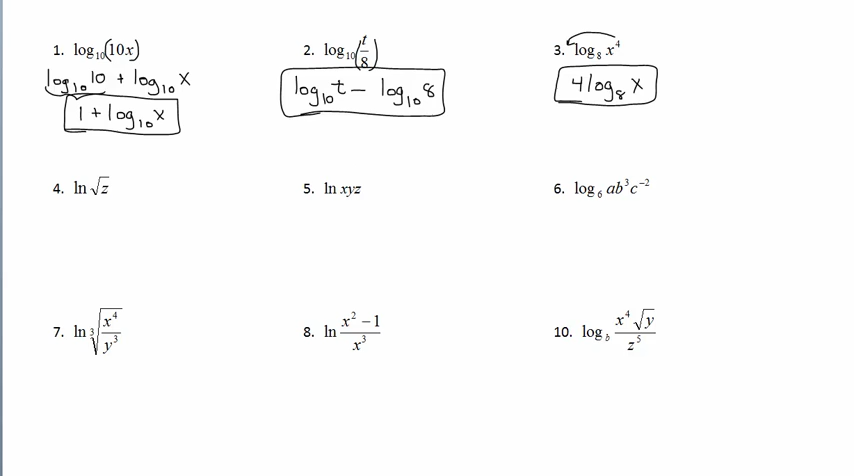 1. log₁₀(10x)
log₁₀ 10 + log₁₀ x
1 + log₁₀ x
2. log₁₀(t/8)
log₁₀ t − log₁₀ 8
3. log₈ x⁴
4 log₈ x
4. ln √z
5. ln xyz
6. log₆ ab³c⁻²
7. ln ∛(x⁴/y³)
8. ln (x² − 1)/x³
10. log_b (x⁴ √y)/z⁵